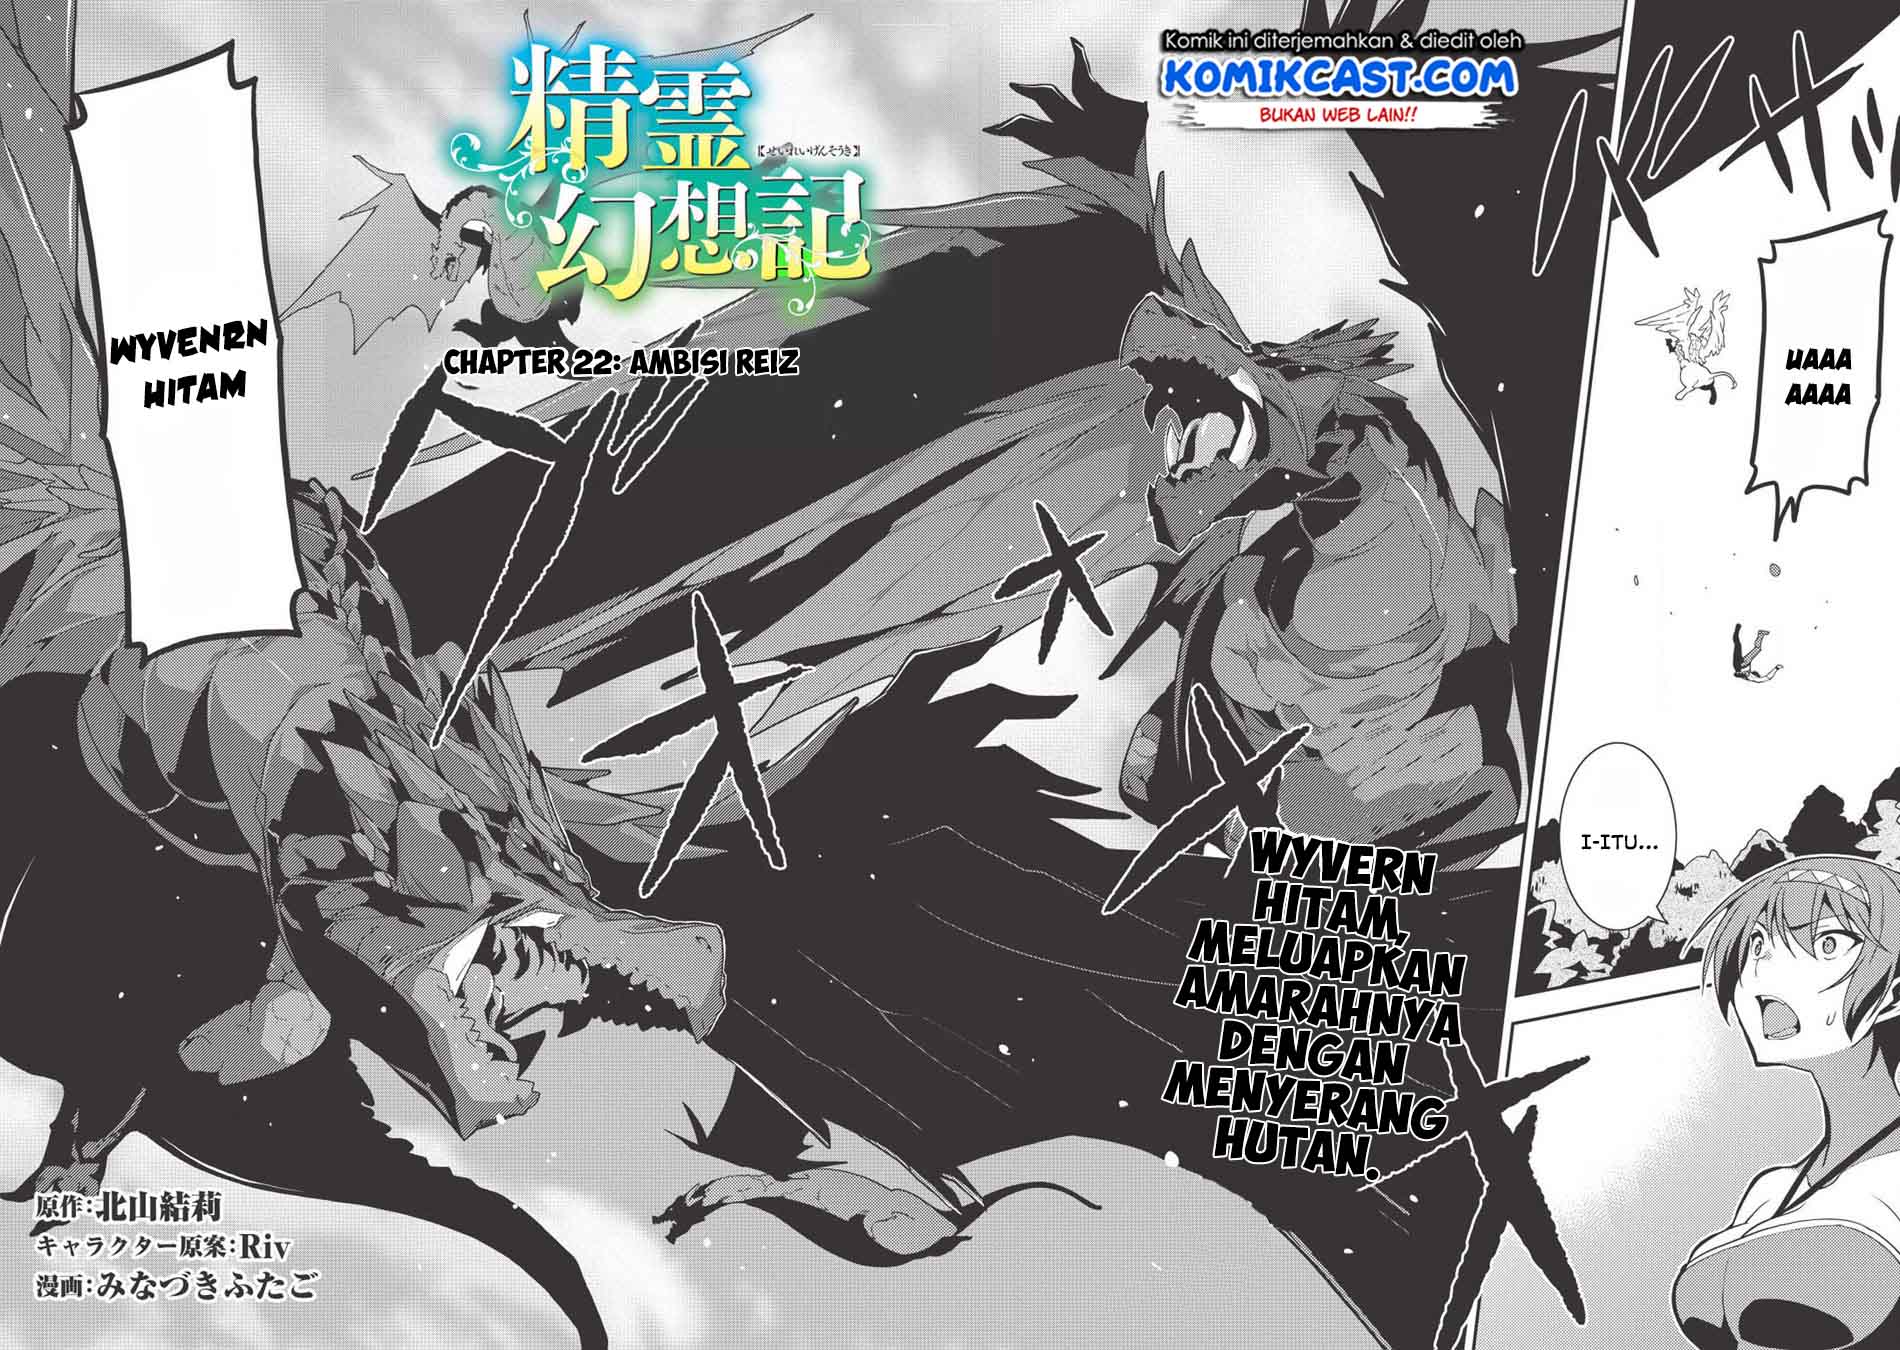 Komik ini diterjemahkan & diedit oleh
KOMIKCAST.COM
BUKAN WEB LAIN!!
UAAA
AAAA
I-ITU...
精霊
【せいれいげんそうき】
幻想記
CHAPTER 22: AMBISI REIZ
WYVENRN
HITAM
WYVERN
HITAM,
MELUAPKAN
AMARAHNYA
DENGAN
MENYERANG
HUTAN.
原作:北山結莉
キャラクター原案:Riv
漫画:みなづきふたご